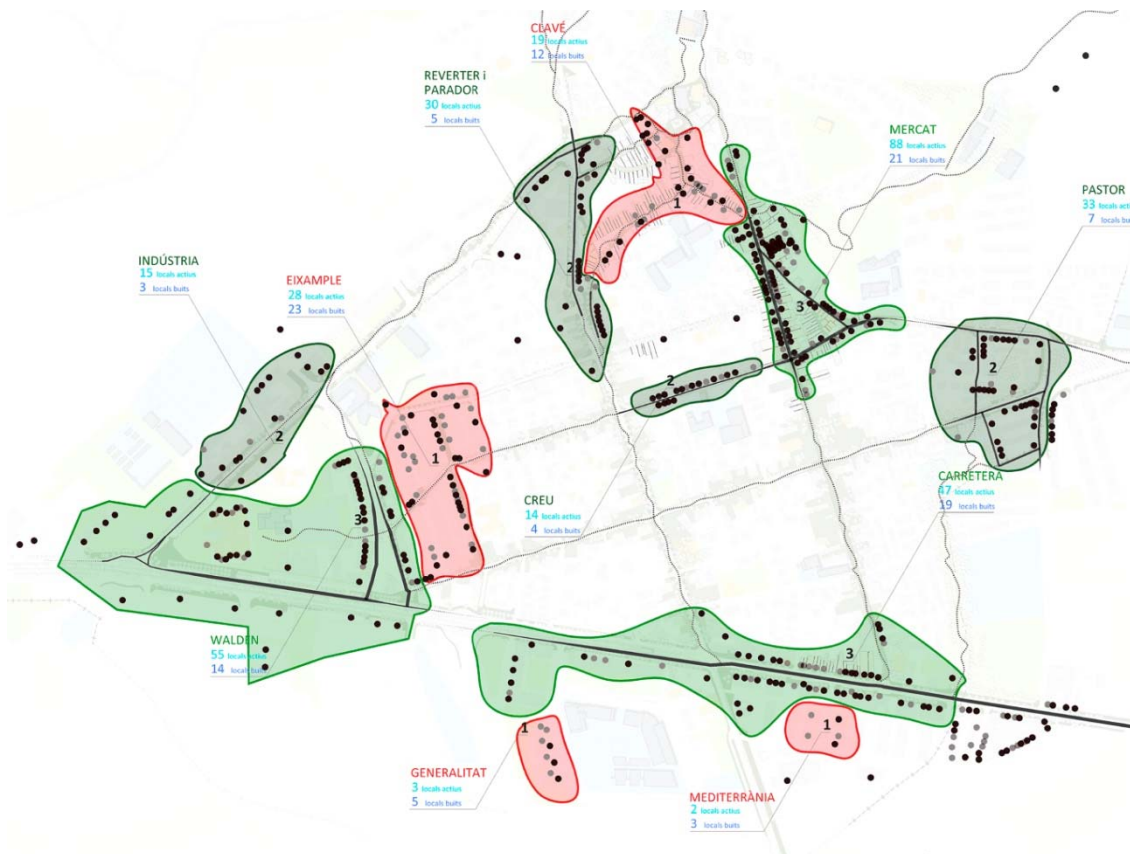 CLAVÉ
19 locals actius
12 locals buits
REVERTER i
PARADOR
30 locals actius
5 locals buits
MERCAT
88 locals actius
21 locals buits
PASTOR
33 locals acti
7 locals bu
INDÚSTRIA
15 locals actius
3 locals buits
EIXAMPLE
28 locals actius
23 locals buits
1
2
3
2
2
2
1
3
CREU
14 locals actius
4 locals buits
CARRETERA
47 locals actius
19 locals buits
WALDEN
55 locals actius
14 locals buits
3
1
1
GENERALITAT
3 locals actius
5 locals buits
MEDITERRÀNIA
2 locals actius
3 locals buits